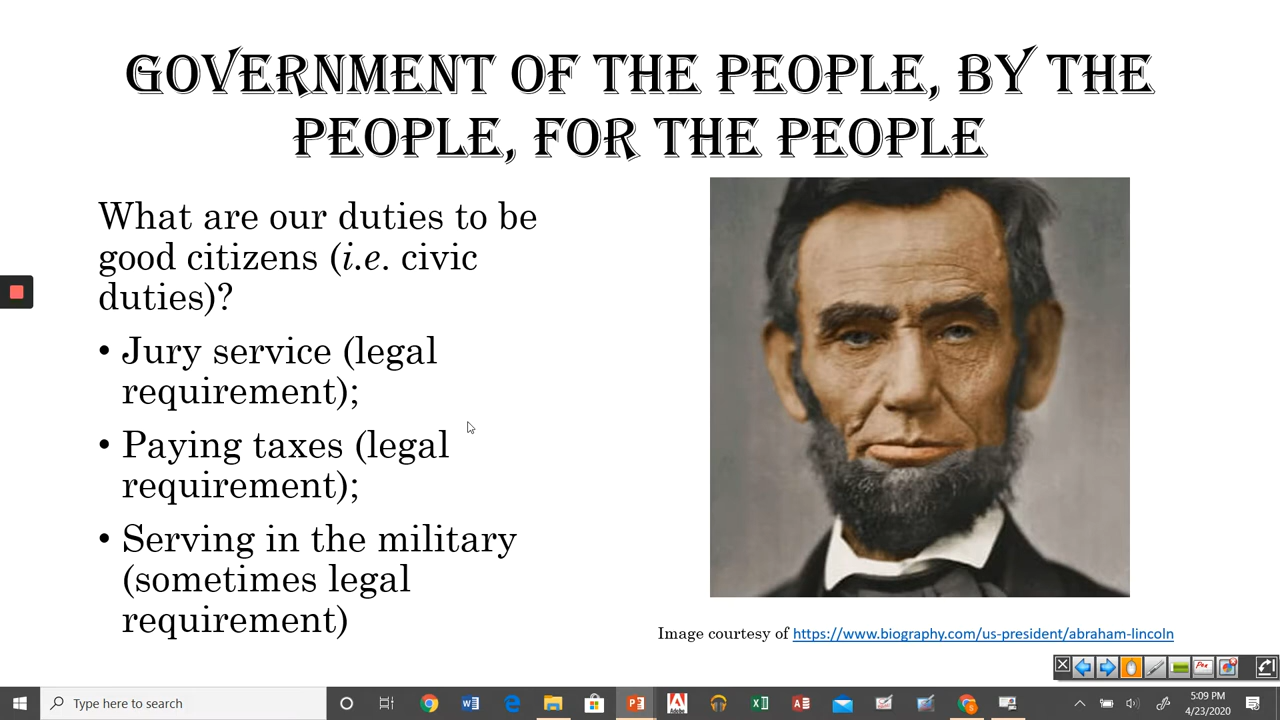 GOVERNMENT OF THE PEOPLE, BY THE
PEOPLE, FOR THE PEOPLE
What are our duties to be
good citizens (i.e. civic
duties)?
• Jury service (legal
requirement);
• Paying taxes (legal
requirement);
• Serving in the military
(sometimes legal
requirement)
Image courtesy of https://www.biography.com/us-president/abraham-lincoln
Type here to search
5:09 PM
4/23/2020